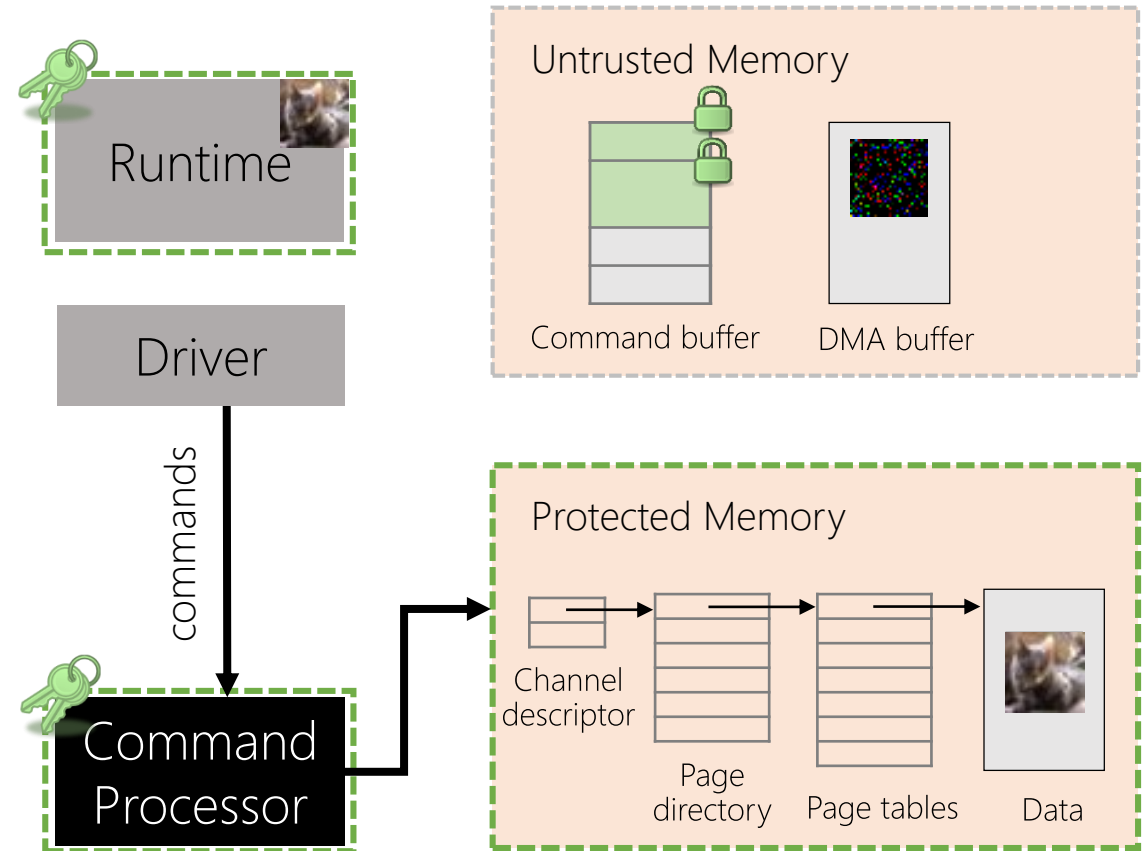 Runtime
Driver
commands
Command
Processor
Untrusted Memory
Command buffer
DMA buffer
Protected Memory
Channel
descriptor
Page
directory
Page tables
Data